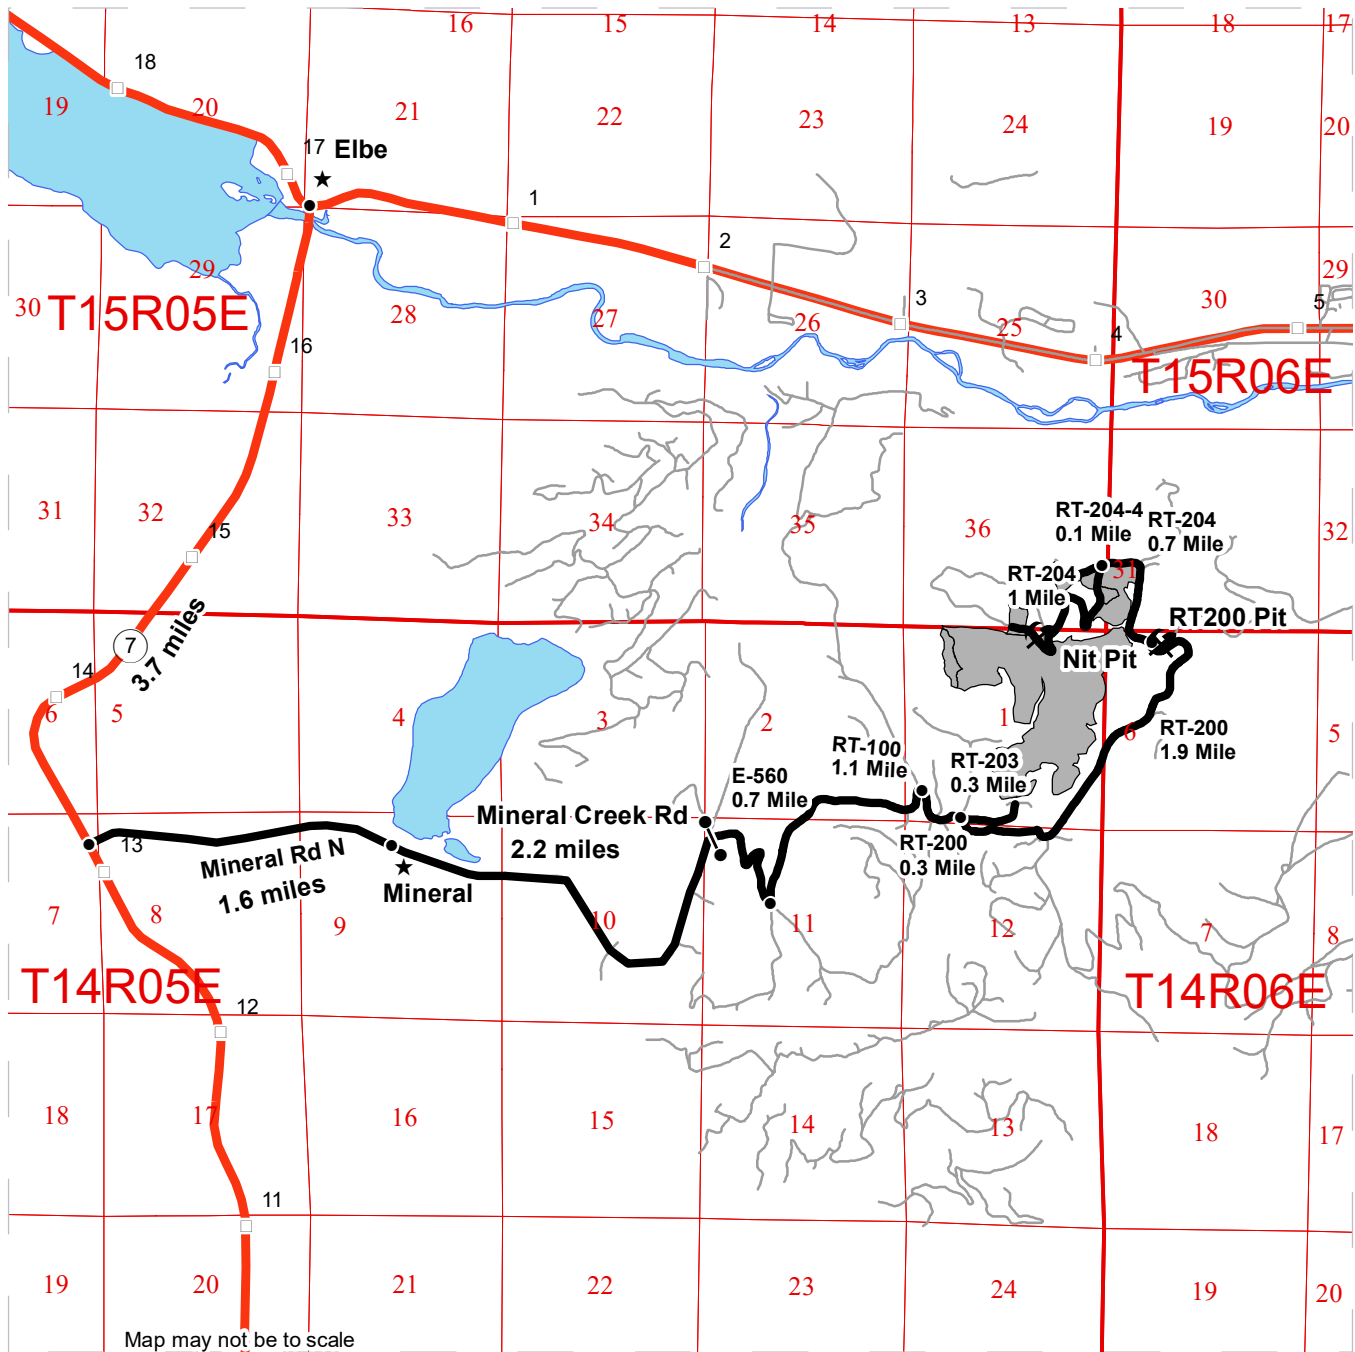 16
15
14
13
18
17
18
19
20
21
22
23
24
19
20
17
Elbe
1
2
29
30
T15R05E
28
27
26
3
25
4
30
29
5
T15R06E
16
31
32
15
33
34
35
36
RT-204-4
0.1 Mile
RT-204
0.7 Mile
32
31
RT-204
1 Mile
RT200 Pit
Nit Pit
7
3.7 miles
14
6
5
4
3
2
1
6
5
RT-200
1.9 Mile
RT-100
1.1 Mile
RT-203
0.3 Mile
E-560
0.7 Mile
Mineral Creek Rd
2.2 miles
13
Mineral Rd N
1.6 miles
Mineral
RT-200
0.3 Mile
7
8
9
10
11
12
7
8
T14R05E
T14R06E
12
18
17
16
15
14
13
18
17
11
19
20
21
22
23
24
19
20
Map may not be to scale